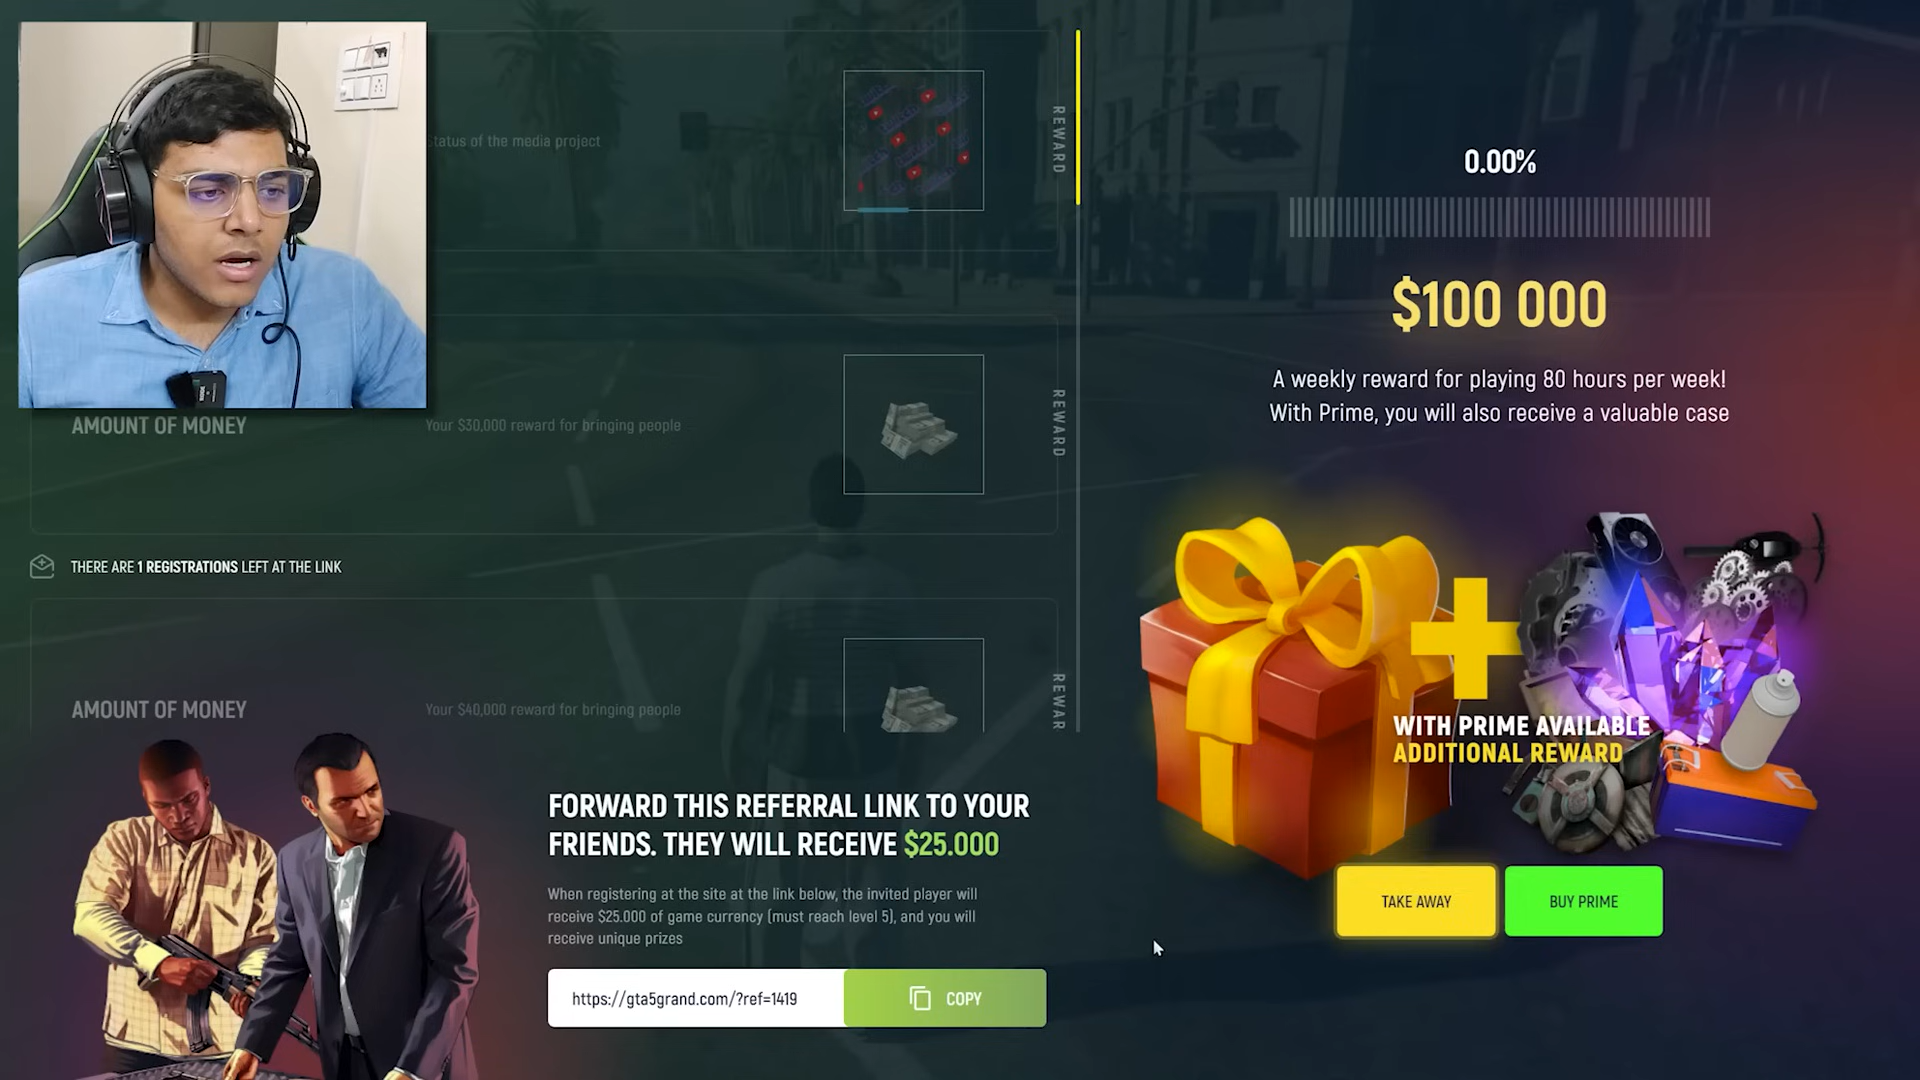 Status of the media project
REWARD
AMOUNT OF MONEY
Your $30,000 reward for bringing people
REWARD
THERE ARE 1 REGISTRATIONS LEFT AT THE LINK
AMOUNT OF MONEY
Your $40,000 reward for bringing people
REWAR
FORWARD THIS REFERRAL LINK TO YOUR
FRIENDS. THEY WILL RECEIVE $25.000
When registering at the site at the link below, the invited player will
receive $25.000 of game currency (must reach level 5), and you will
receive unique prizes
https://gta5grand.com/?ref=1419
COPY
0.00%
$100 000
A weekly reward for playing 80 hours per week!
With Prime, you will also receive a valuable case
WITH PRIME AVAILABLE
ADDITIONAL REWARD
TAKE AWAY
BUY PRIME